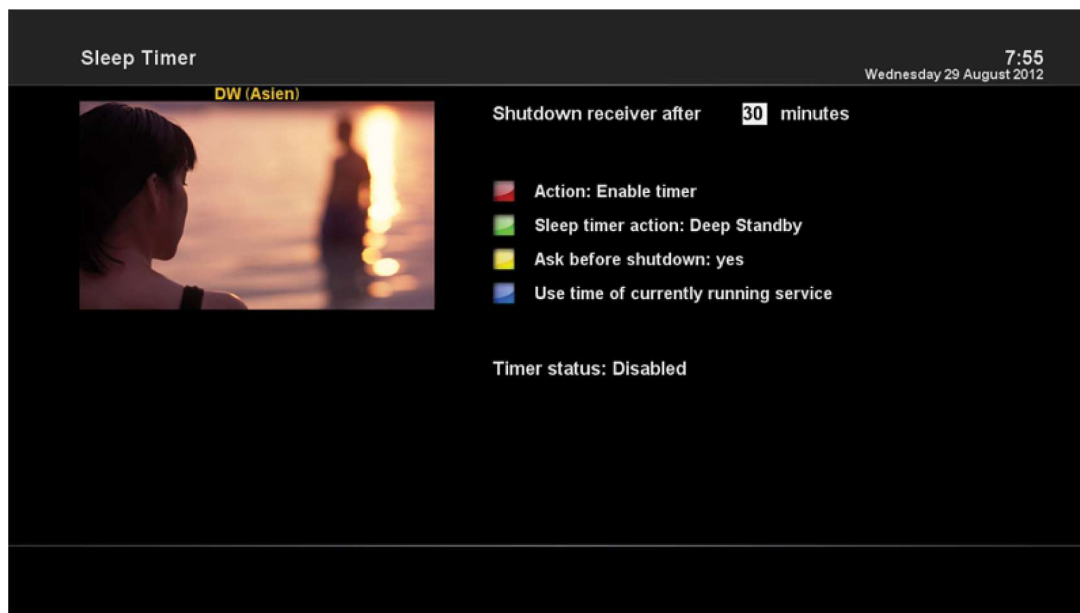 Sleep Timer
7:55
Wednesday 29 August 2012
DW (Asien)
Shutdown receiver after 30 minutes
Action: Enable timer
Sleep timer action: Deep Standby
Ask before shutdown: yes
Use time of currently running service
Timer status: Disabled